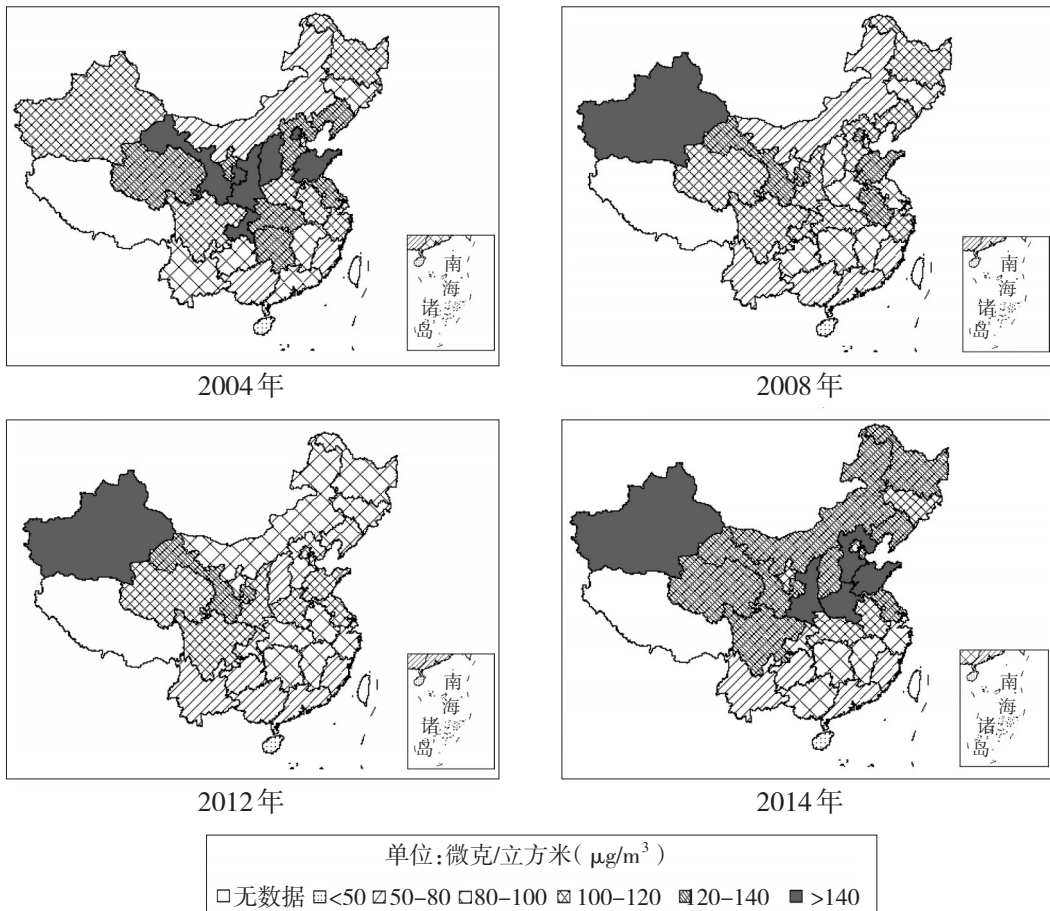 南
海
诸
岛
2004年
南
海
诸
岛
2008年
南
海
诸
岛
2012年
南
海
诸
岛
2014年
单位:微克/立方米( μg/m³ )
无数据 <50 50-80 80-100 100-120 120-140 >140